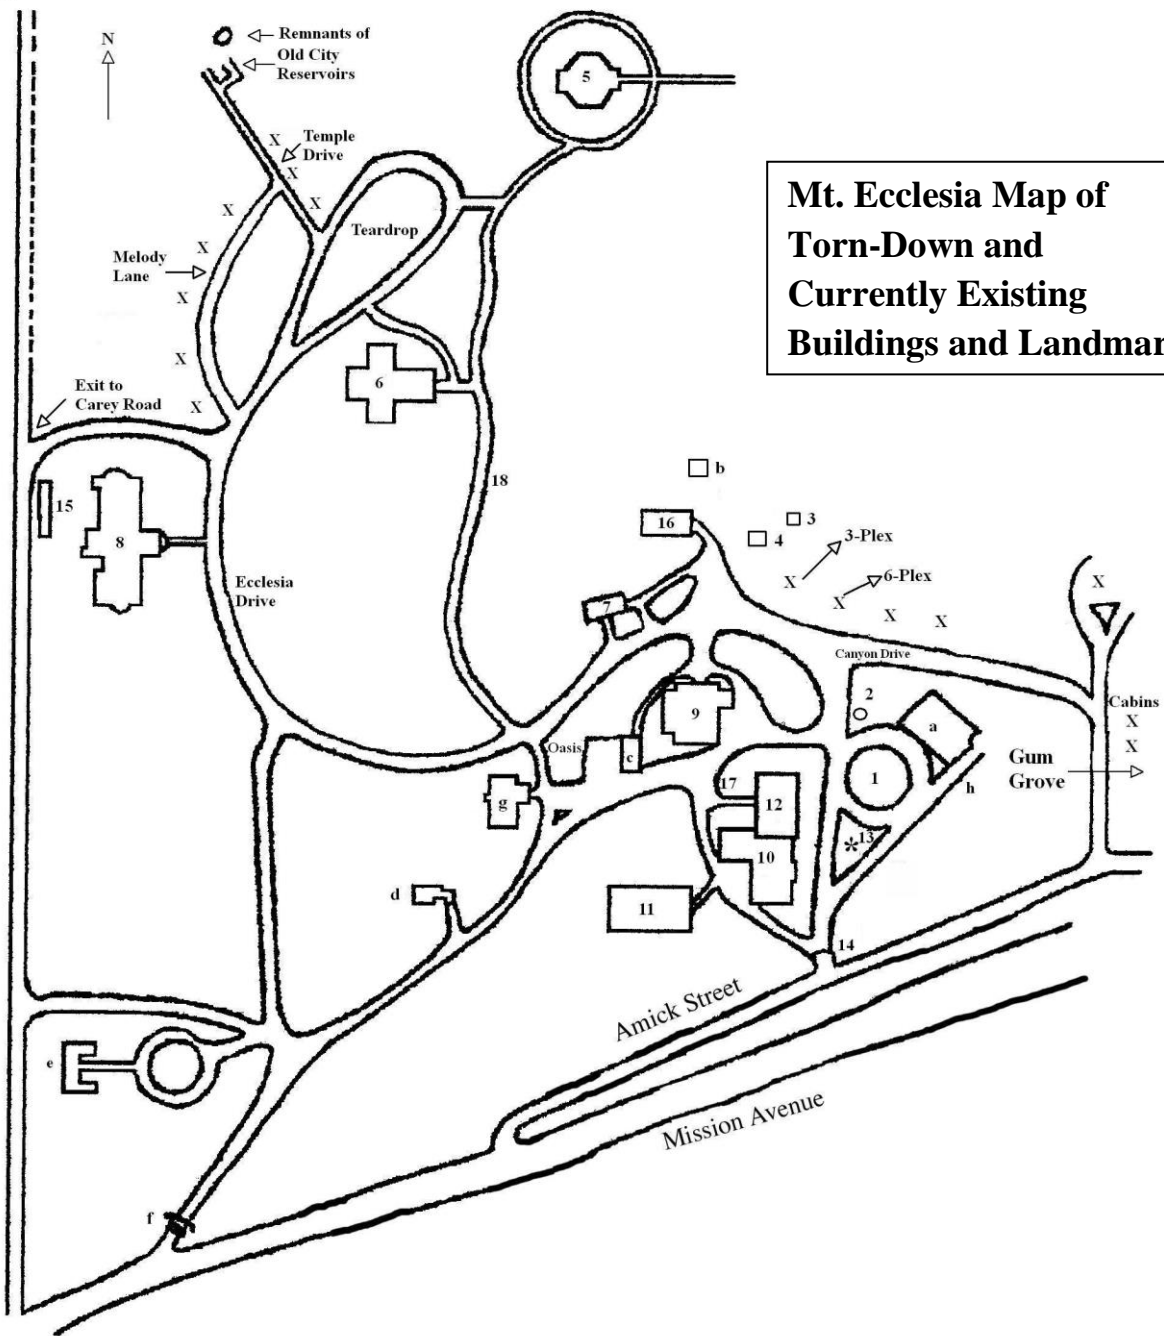 N
Remnants of
Old City
Reservoirs
5
X
Temple
Drive
X
X
X
Teardrop
Mt. Ecclesia Map of
Torn-Down and
Currently Existing
Buildings and Landmar
X
Melody
Lane
X
X
6
Exit to
Carey Road
X
b
15
18
16
3
4
3-Plex
8
X
6-Plex
Ecclesia
Drive
7
X
X
X
X
Canyon Drive
2
Cabins
9
a
X
Oasis
c
X
Gum
Grove
1
h
17
g
12
13
10
d
11
14
Amick Street
e
Mission Avenue
f